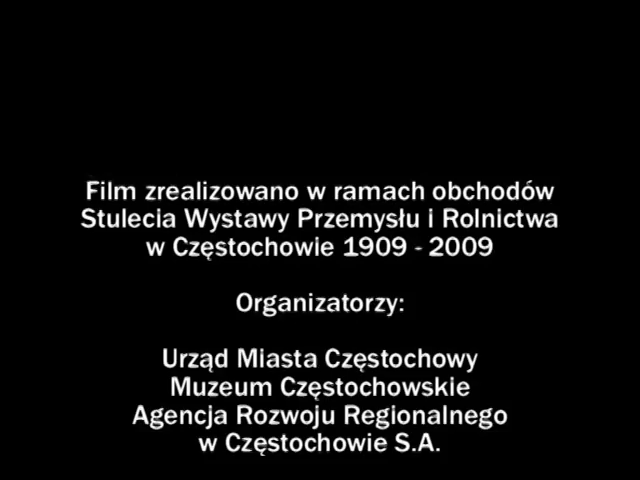 Film zrealizowano w ramach obchodów
Stulecia Wystawy Przemysłu i Rolnictwa
w Częstochowie 1909 - 2009
Organizatorzy:
Urząd Miasta Częstochowy
Muzeum Częstochowskie
Agencja Rozwoju Regionalnego
w Częstochowie S.A.